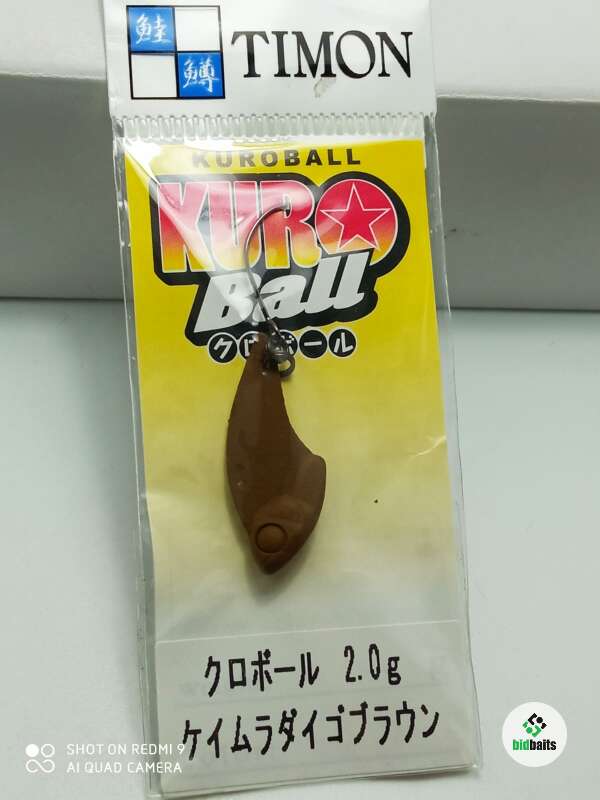 鮭
鱒
TIMON
KUROBALL
KURO
Ball
クロボール
クロボール 2.0g
ケイムラダイゴブラウン
SHOT ON REDMI 9
AI QUAD CAMERA
bidbaits